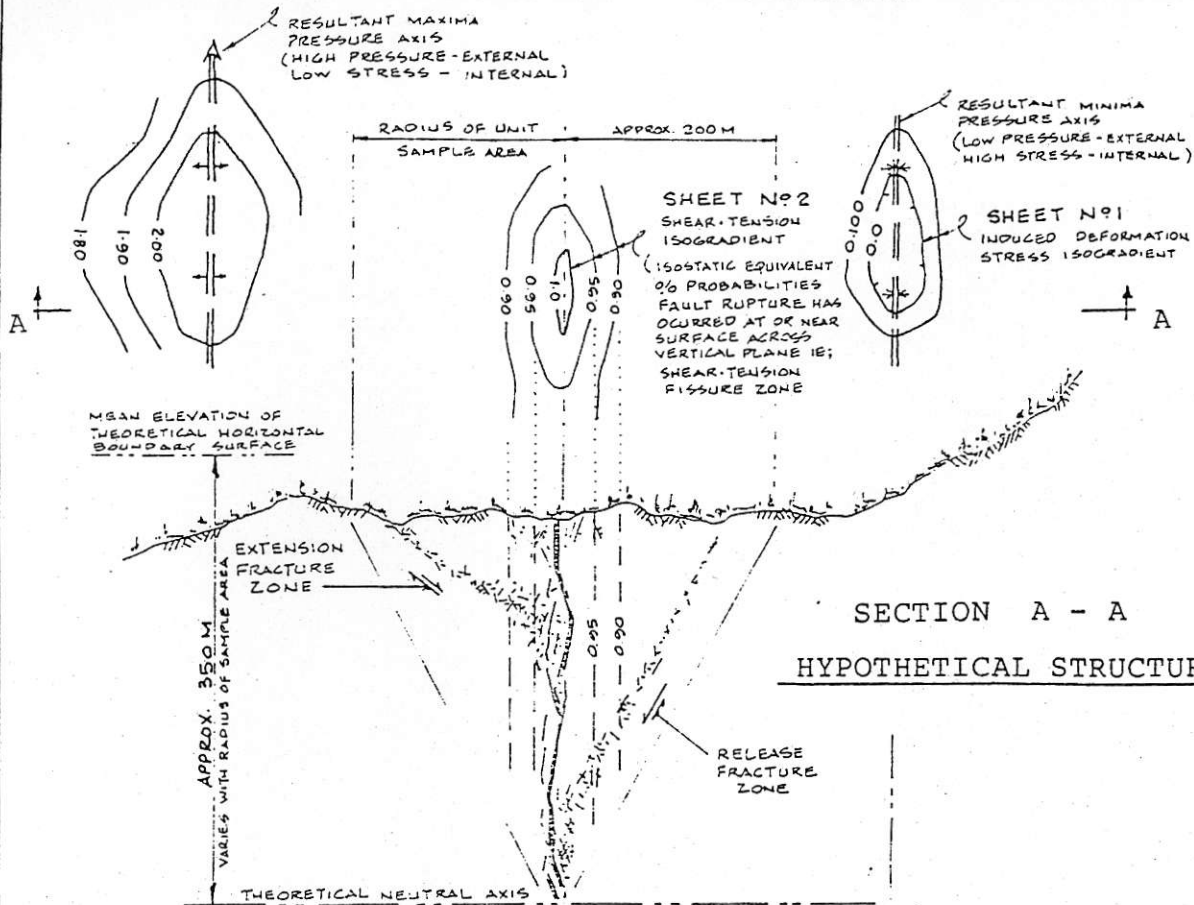 RESULTANT MAXIMA
PRESSURE AXIS
(HIGH PRESSURE - EXTERNAL
LOW STRESS - INTERNAL)
RADIUS OF UNIT
SAMPLE AREA
APPROX. 200 M
RESULTANT MINIMA
PRESSURE AXIS
(LOW PRESSURE - EXTERNAL
HIGH STRESS - INTERNAL)
1.80
1.90
2.00
SHEET Nº 2
SHEAR-TENSION
ISOGRADIENT
(ISOSTATIC EQUIVALENT
% PROBABILITIES
FAULT RUPTURE HAS
OCURRED AT OR NEAR
SURFACE ACROSS
VERTICAL PLANE IE;
SHEAR-TENSION
FISSURE ZONE
0.90
0.95
1.0
0.95
0.90
0.100
0.0
SHEET Nº 1
INDUCED DEFORMATION
STRESS ISOGRADIENT
A
A
MEAN ELEVATION OF
THEORETICAL HORIZONTAL
BOUNDARY SURFACE
EXTENSION
FRACTURE
ZONE
APPROX. 350 M
VARIES WITH RADIUS OF SAMPLE AREA
0.95
0.90
SECTION A - A
HYPOTHETICAL STRUCTUR
RELEASE
FRACTURE
ZONE
THEORETICAL NEUTRAL AXIS